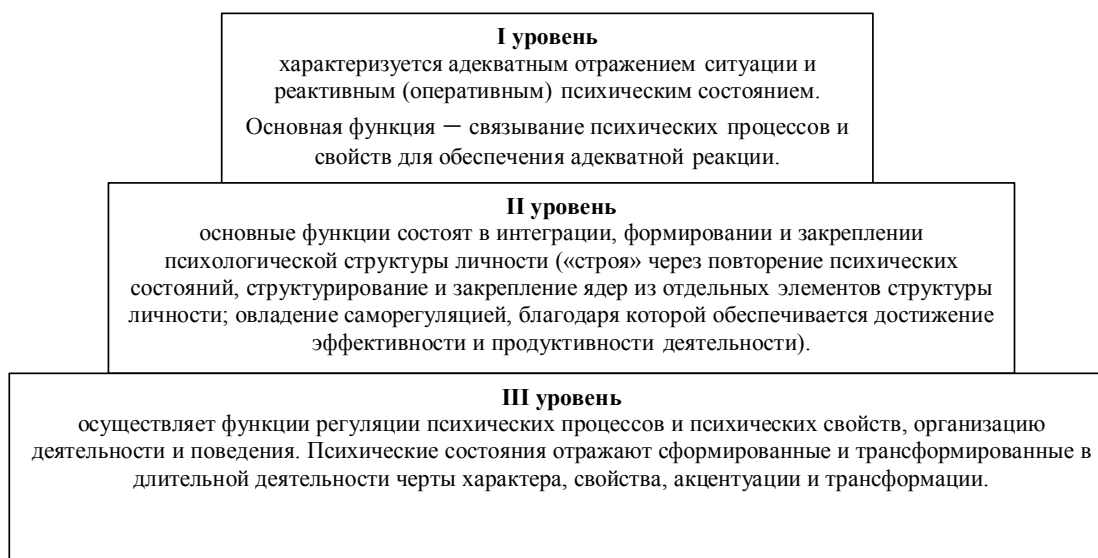 I уровень
характеризуется адекватным отражением ситуации и
реактивным (оперативным) психическим состоянием.
Основная функция — связывание психических процессов и
свойств для обеспечения адекватной реакции.
II уровень
основные функции состоят в интеграции, формировании и закреплении
психологической структуры личности («строя» через повторение психических
состояний, структурирование и закрепление ядер из отдельных элементов структуры
личности; овладение саморегуляцией, благодаря которой обеспечивается достижение
эффективности и продуктивности деятельности).
III уровень
осуществляет функции регуляции психических процессов и психических свойств, организацию
деятельности и поведения. Психические состояния отражают сформированные и трансформированные в
длительной деятельности черты характера, свойства, акцентуации и трансформации.